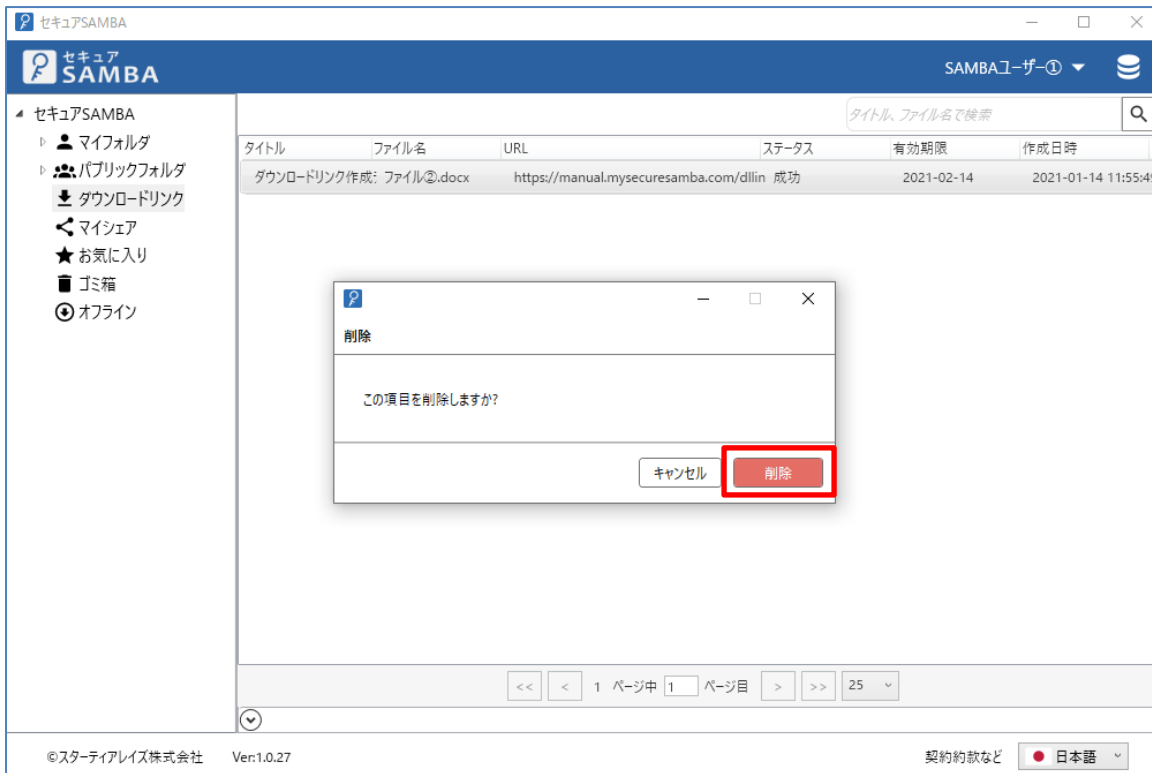 セキュアSAMBA
セキュア
SAMBA
SAMBAユーザー①
セキュアSAMBA
マイフォルダ
パブリックフォルダ
ダウンロードリンク
マイシェア
お気に入り
ゴミ箱
オフライン
タイトル、ファイル名で検索
タイトル ファイル名 URL ステータス 有効期限 作成日時
ダウンロードリンク作成: ファイル②.docx https://manual.mysecuresamba.com/dllin 成功 2021-02-14 2021-01-14 11:55:49
削除
この項目を削除しますか?
キャンセル 削除
<< < 1 ページ中 1 ページ目 > >> 25
©スターティアレイズ株式会社 Ver:1.0.27 契約約款など 日本語